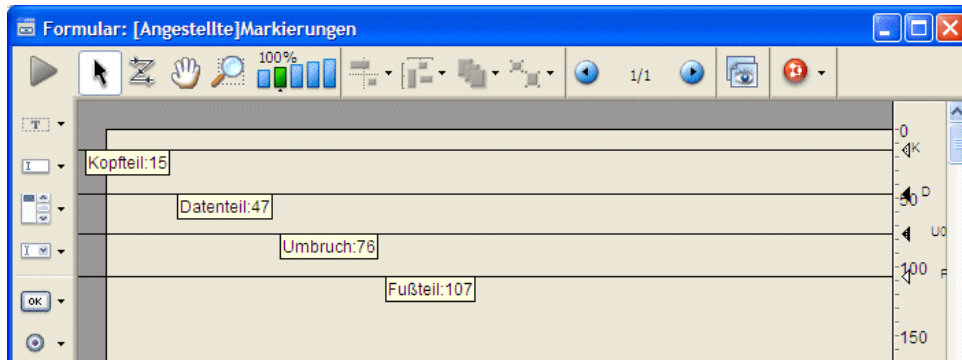 Formular: [Angestellte]Markierungen
100%
1/1
T
0
K
Kopfteil:15
D
Datenteil:47
50
U0
Umbruch:76
100
F
Fußteil:107
OK
150